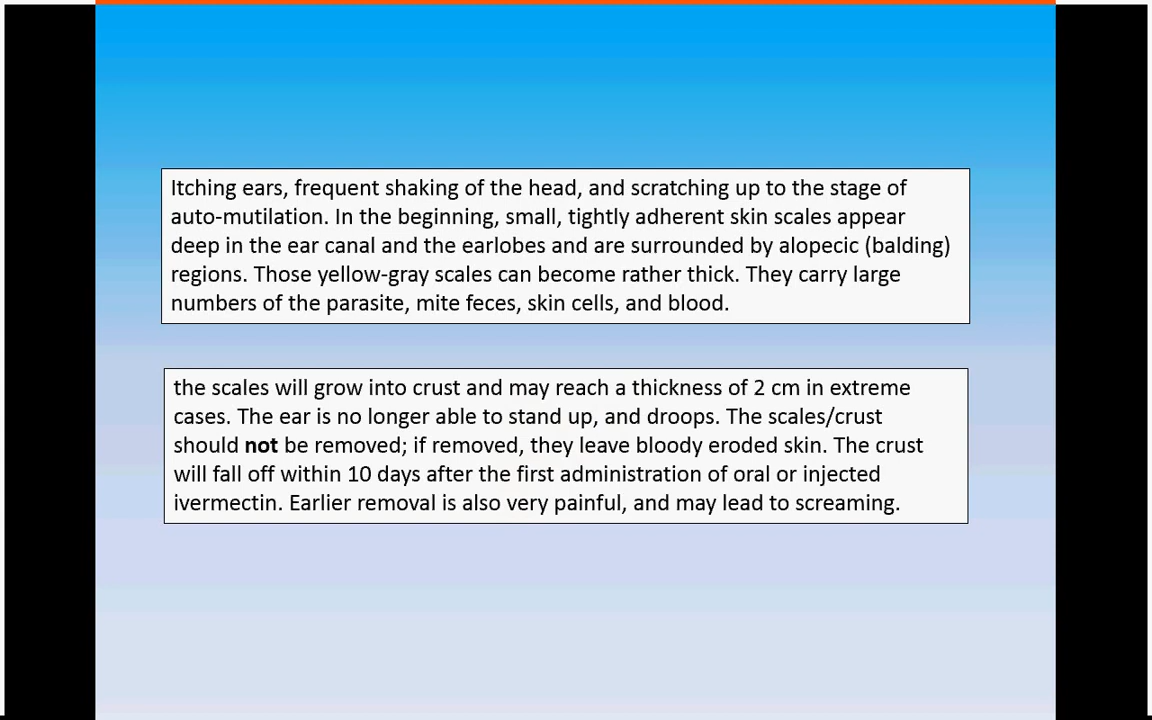 Itching ears, frequent shaking of the head, and scratching up to the stage of
auto-mutilation. In the beginning, small, tightly adherent skin scales appear
deep in the ear canal and the earlobes and are surrounded by alopecic (balding)
regions. Those yellow-gray scales can become rather thick. They carry large
numbers of the parasite, mite feces, skin cells, and blood.
the scales will grow into crust and may reach a thickness of 2 cm in extreme
cases. The ear is no longer able to stand up, and droops. The scales/crust
should not be removed; if removed, they leave bloody eroded skin. The crust
will fall off within 10 days after the first administration of oral or injected
ivermectin. Earlier removal is also very painful, and may lead to screaming.